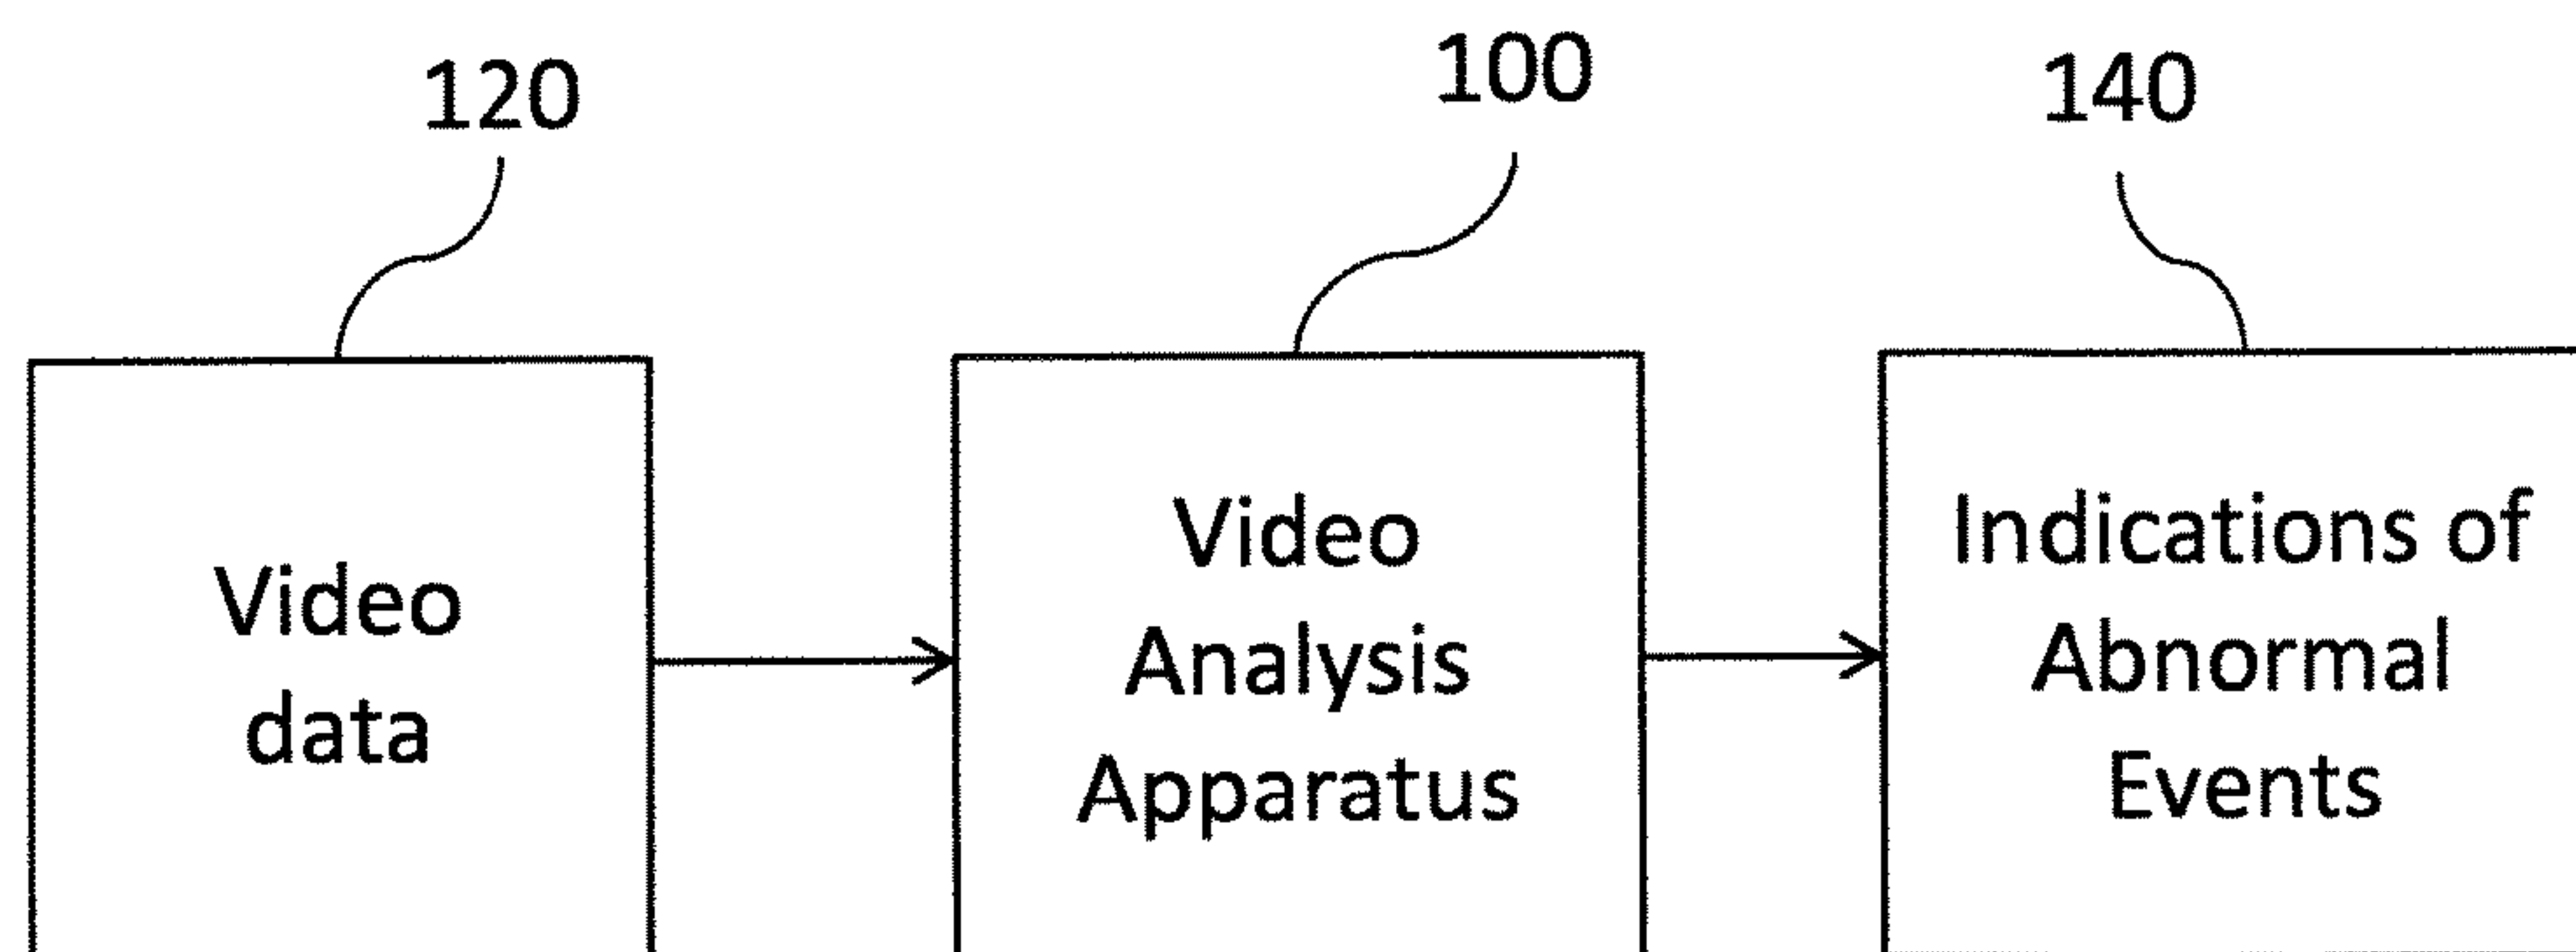 120
100
140
Video
data
Video
Analysis
Apparatus
Indications of
Abnormal
Events